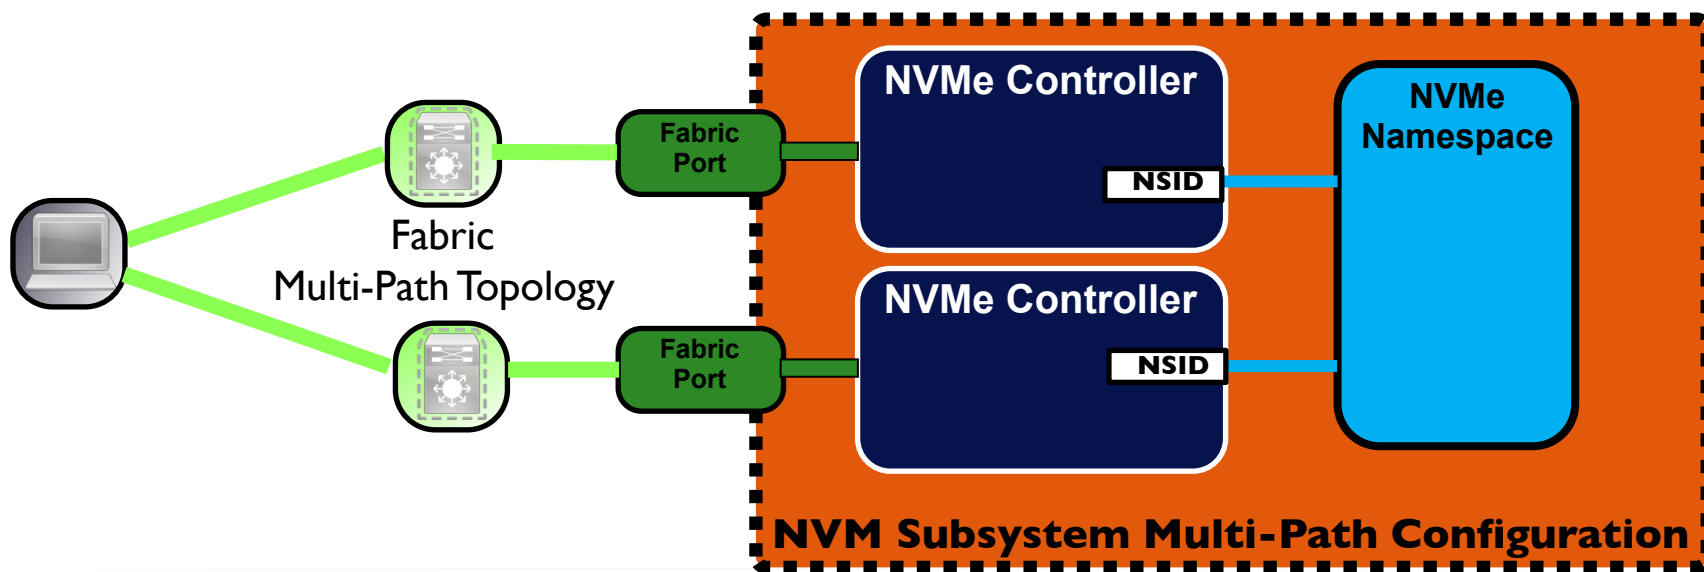 NVMe Controller
NVMe
Namespace
Fabric
Port
NSID
Fabric
Multi-Path Topology
NVMe Controller
Fabric
Port
NSID
NVM Subsystem Multi-Path Configuration